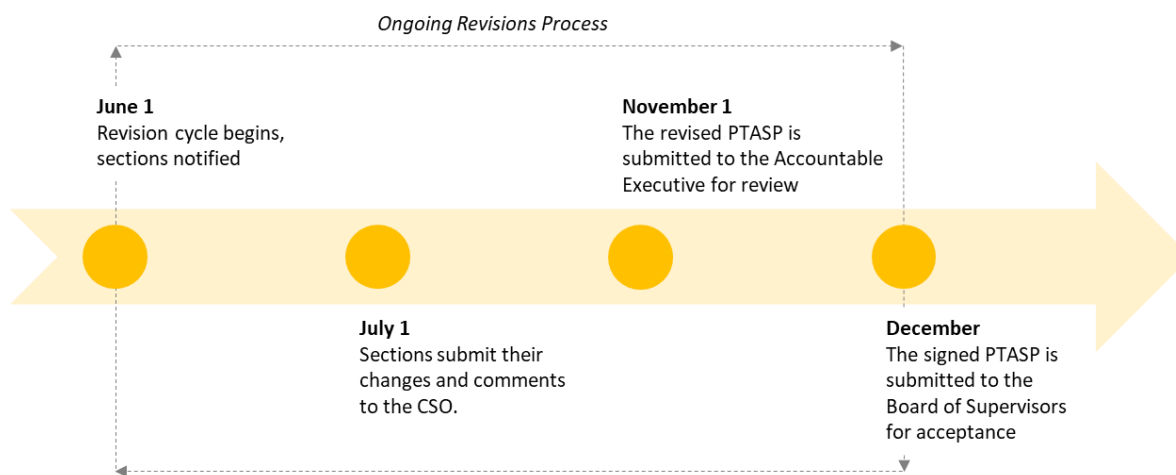 Ongoing Revisions Process
June 1
Revision cycle begins,
sections notified
November 1
The revised PTASP is
submitted to the Accountable
Executive for review
July 1
Sections submit their
changes and comments
to the CSO.
December
The signed PTASP is
submitted to the
Board of Supervisors
for acceptance